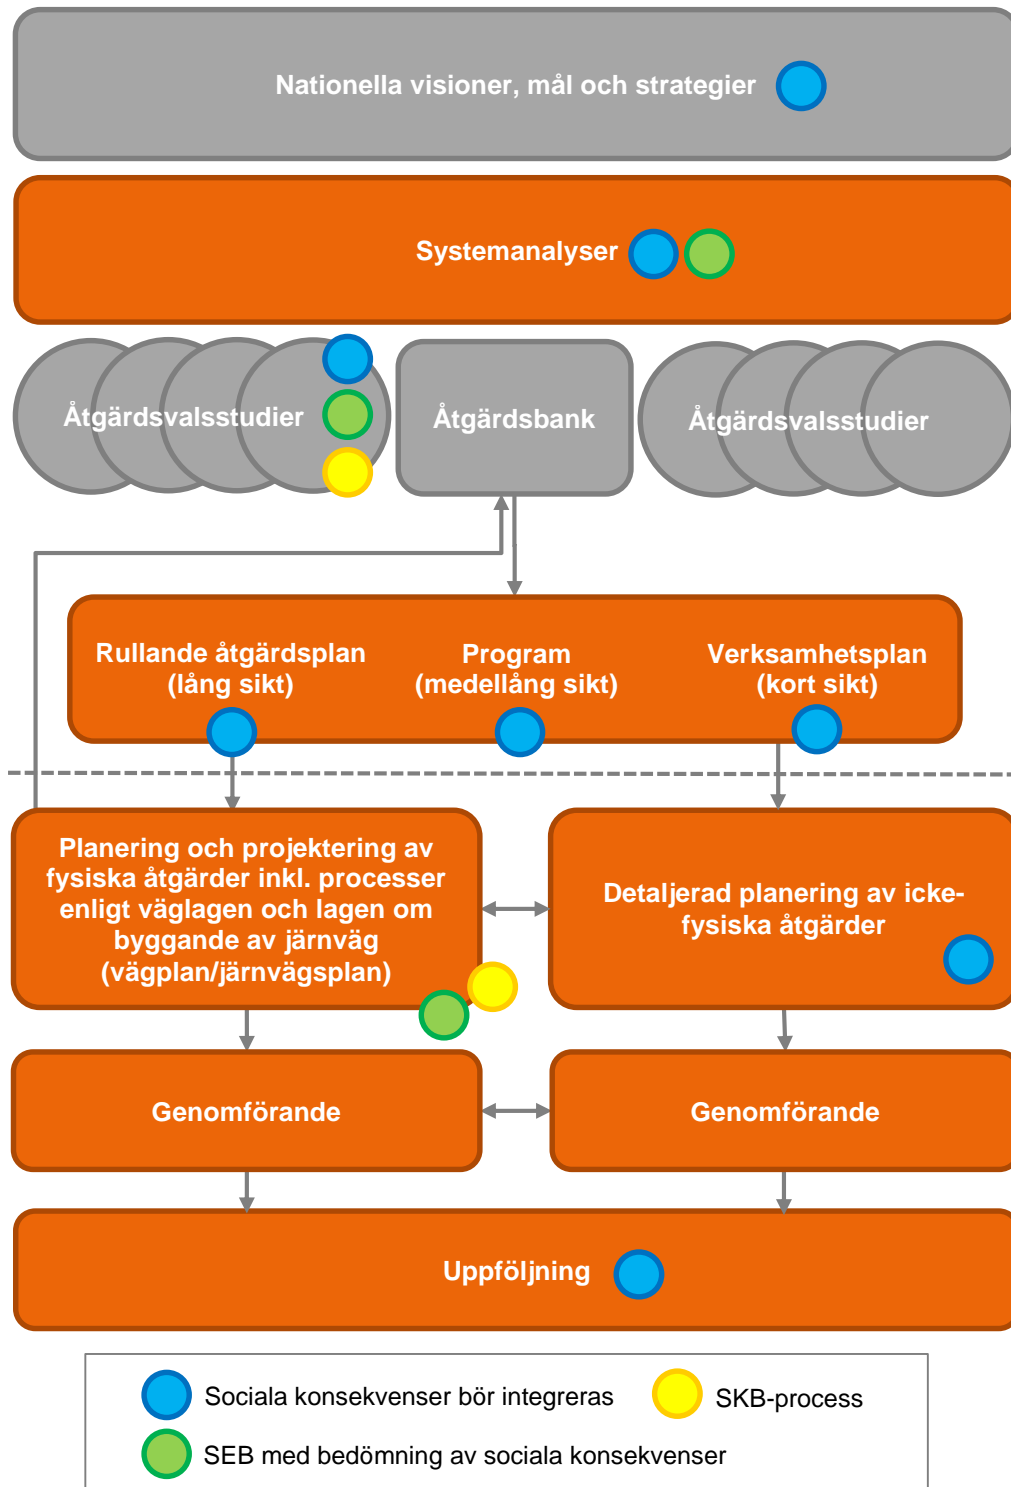 Nationella visioner, mål och strategier
Systemanalyser
Åtgärdsvalsstudier
Åtgärdsbank
Åtgärdsvalsstudier
Rullande åtgärdsplan
(lång sikt)
Program
(medellång sikt)
Verksamhetsplan
(kort sikt)
Planering och projektering av
fysiska åtgärder inkl. processer
enligt väglagen och lagen om
byggande av järnväg
(vägplan/järnvägsplan)
Detaljerad planering av icke-
fysiska åtgärder
Genomförande
Genomförande
Uppföljning
Sociala konsekvenser bör integreras
SKB-process
SEB med bedömning av sociala konsekvenser